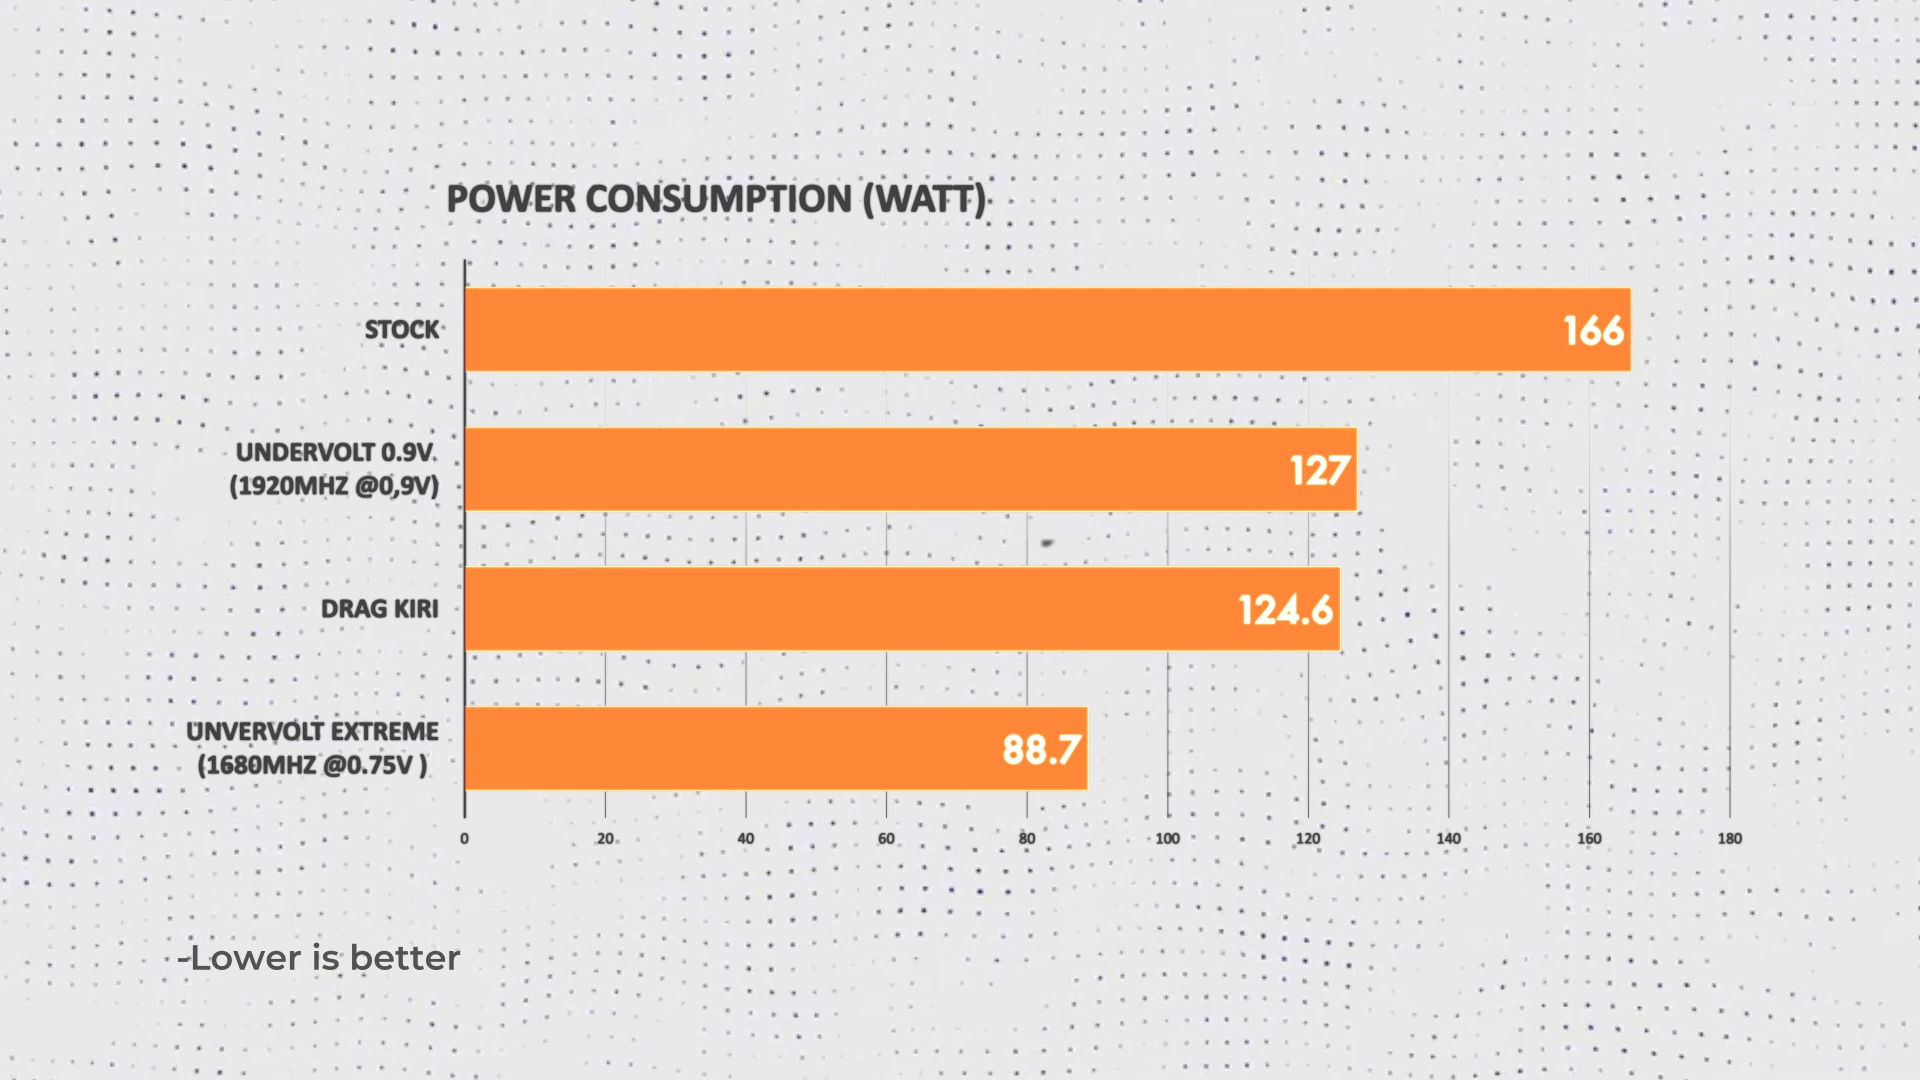 POWER CONSUMPTION (WATT)
STOCK
166
UNDERVOLT 0.9V
(1920MHZ @0,9V)
127
DRAG KIRI
124.6
UNVERVOLT EXTREME
(1680MHZ @0.75V )
88.7
0 20 40 60 80 100 120 140 160 180
-Lower is better